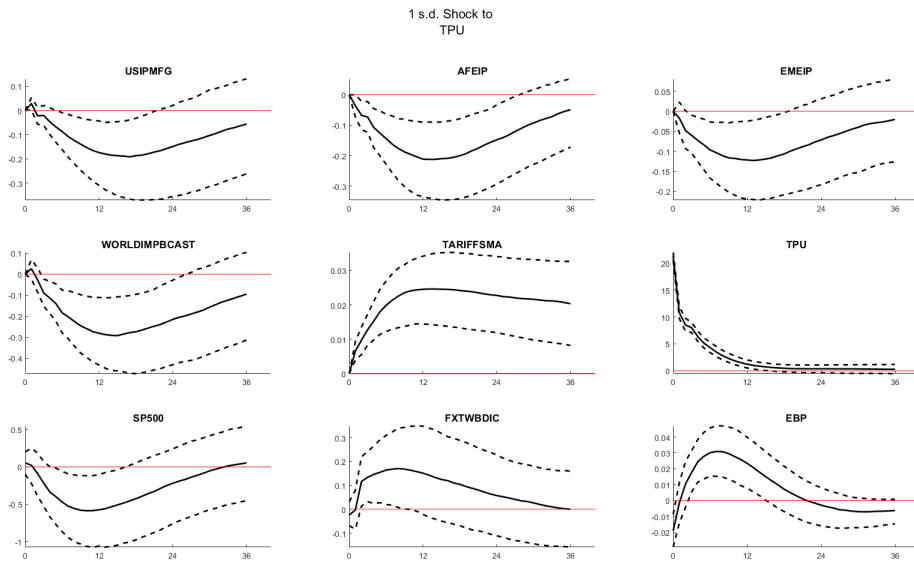 1 s.d. Shock to
TPU
USIPMFG
0.1
0
-0.1
-0.2
-0.3
0 12 24 36
AFEIP
0
-0.1
-0.2
-0.3
0 12 24 36
EMEIP
0.05
0
-0.05
-0.1
-0.15
-0.2
0 12 24 36
WORLDIMPBCAST
0.1
0
-0.1
-0.2
-0.3
-0.4
0 12 24 36
TARIFFSMA
0.03
0.02
0.01
0
0 12 24 36
TPU
20
15
10
5
0
0 12 24 36
SP500
0.5
0
-0.5
-1
0 12 24 36
FXTWBDIC
0.3
0.2
0.1
0
-0.1
0 12 24 36
EBP
0.04
0.03
0.02
0.01
0
-0.01
-0.02
0 12 24 36